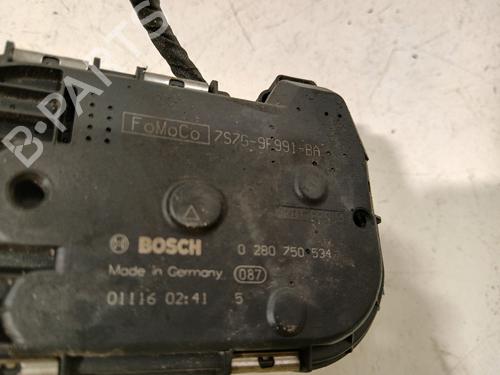 FoMoCo 7S7G-9F991-BA
BOSCH 0 280 750 534
Made in Germany 087
01116 02:41 5
B-Parts